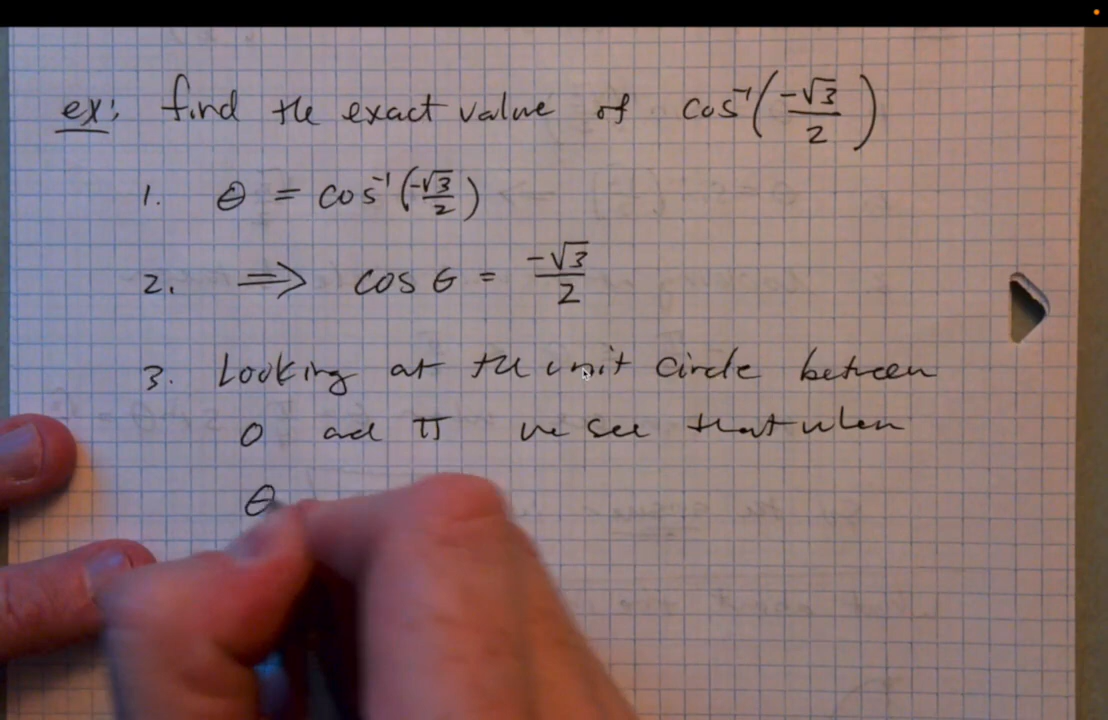 ex: find the exact value of cos⁻¹(-√3/2)
1. θ = cos⁻¹(-√3/2)
2. ⟹ cos θ = -√3/2
3. Looking at the unit circle between
0 and π we see that when
θ